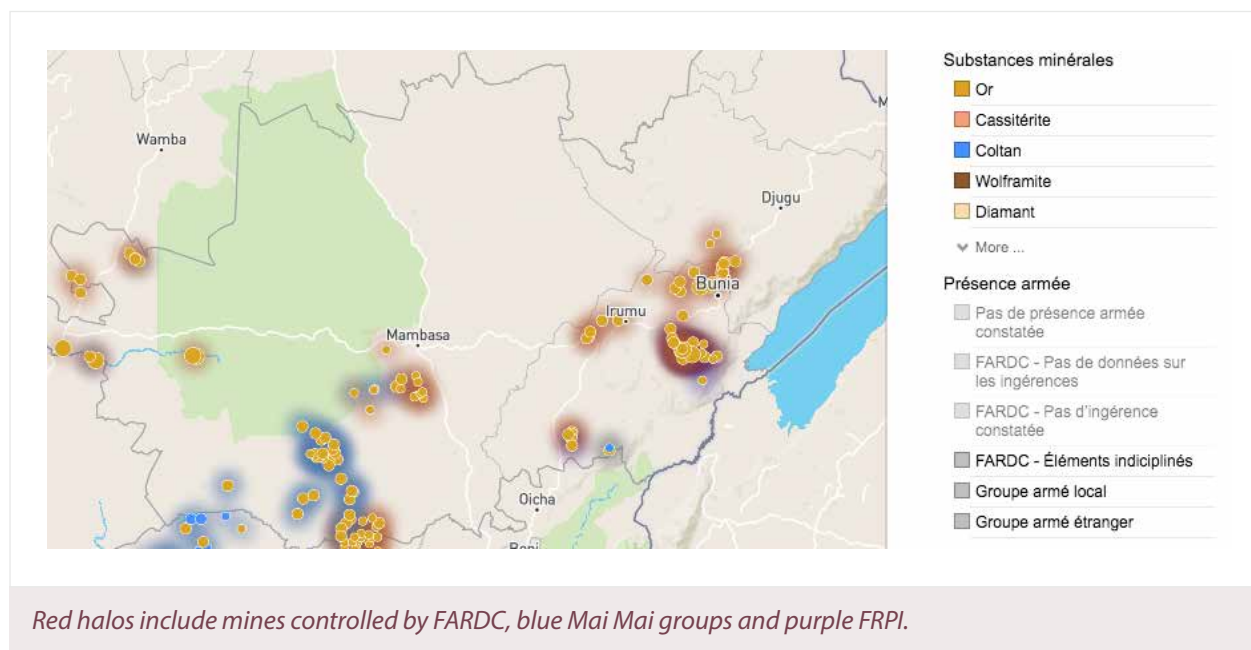 Wamba
Djugu
Bunia
Irumu
Mambasa
Oicha
Beni
Substances minérales
Or
Cassitérite
Coltan
Wolframite
Diamant
More ...
Présence armée
Pas de présence armée
constatée
FARDC - Pas de données sur
les ingérences
FARDC - Pas d'ingérence
constatée
FARDC - Éléments indiciplinés
Groupe armé local
Groupe armé étranger
Red halos include mines controlled by FARDC, blue Mai Mai groups and purple FRPI.